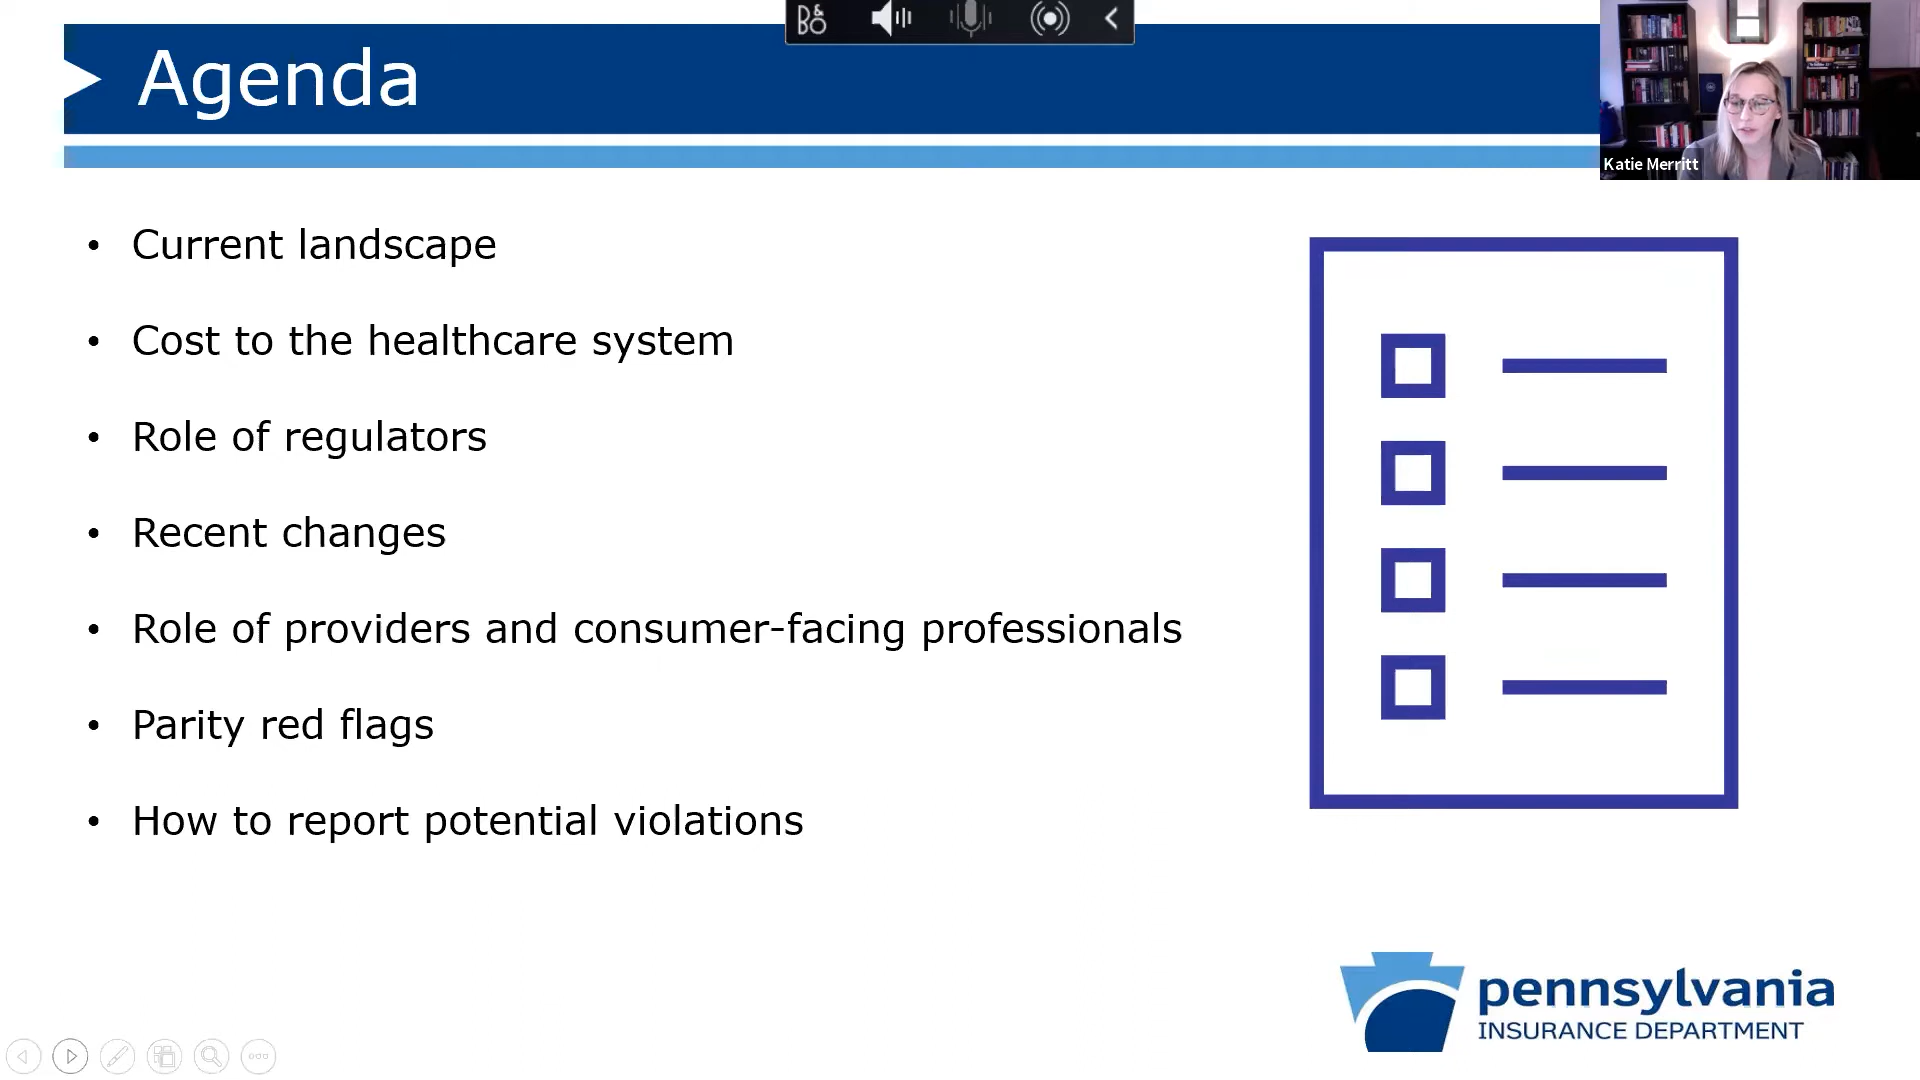 B&O
Agenda
Katie Merritt
• Current landscape
• Cost to the healthcare system
• Role of regulators
• Recent changes
• Role of providers and consumer-facing professionals
• Parity red flags
• How to report potential violations
pennsylvania
INSURANCE DEPARTMENT